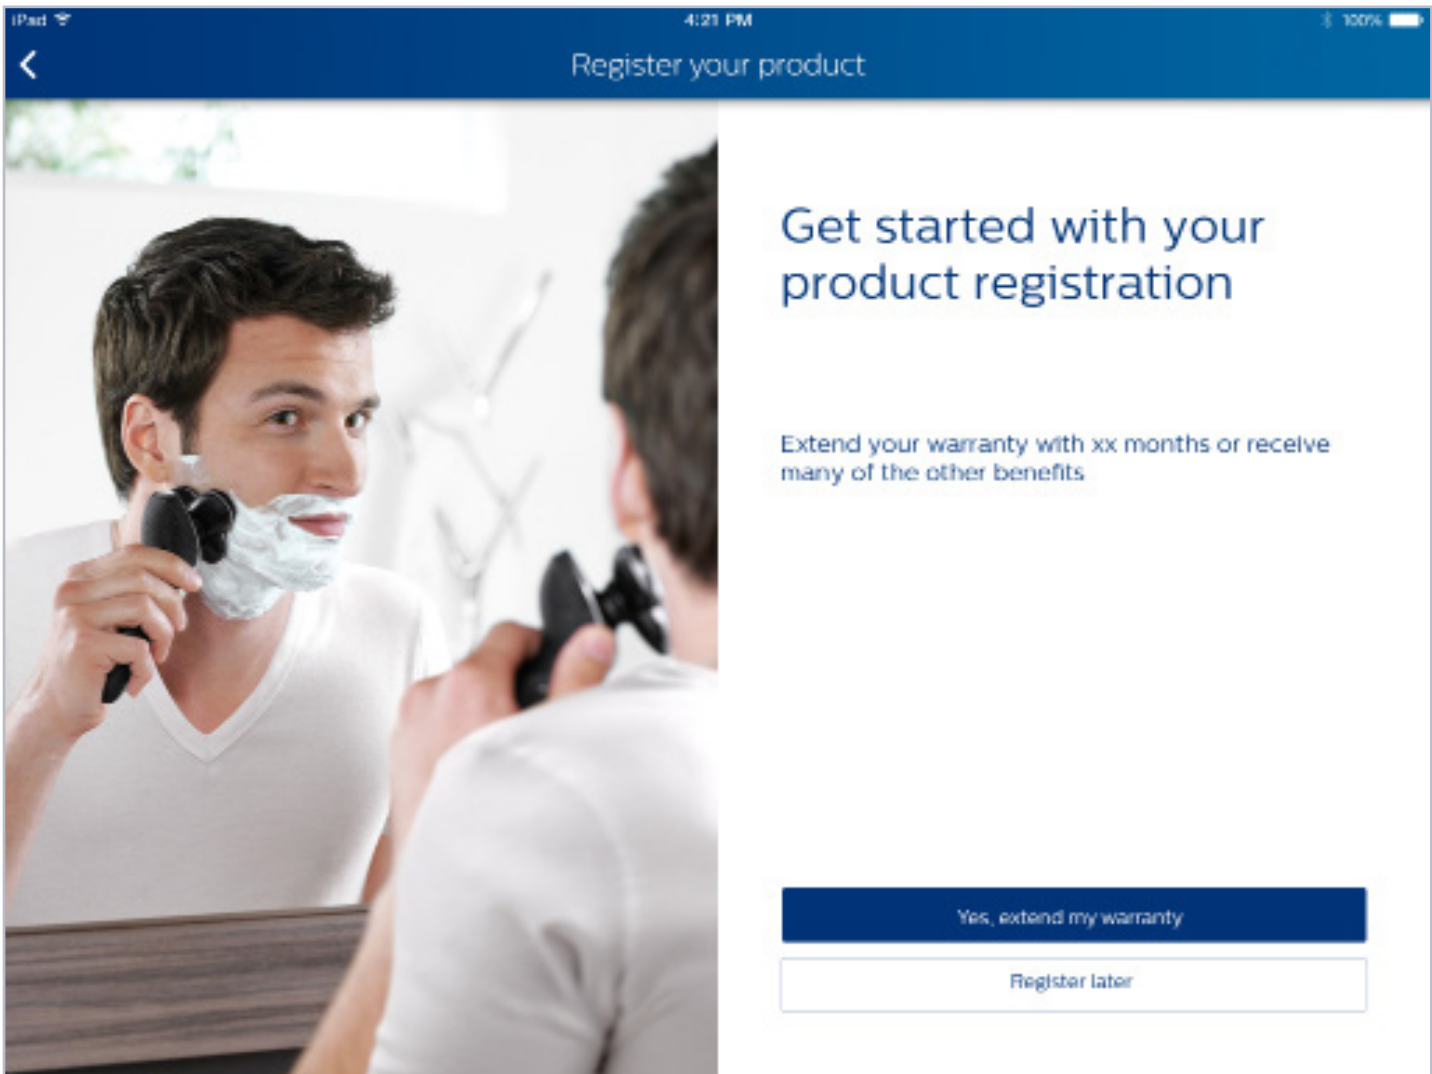 iPad
4:21 PM
100%
Register your product
Get started with your
product registration
Extend your warranty with xx months or receive
many of the other benefits
Yes, extend my warranty
Register later